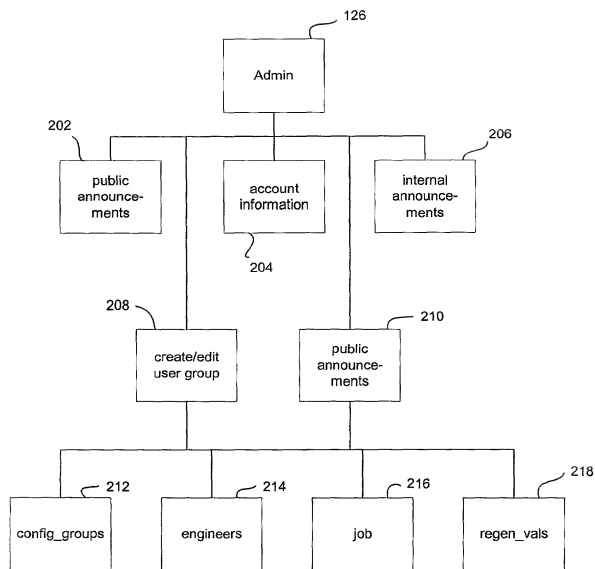 126
Admin
202
206
public
announce-
ments
account
information
internal
announce-
ments
204
208
210
create/edit
user group
public
announce-
ments
212
214
216
218
config_groups
engineers
job
regen_vals